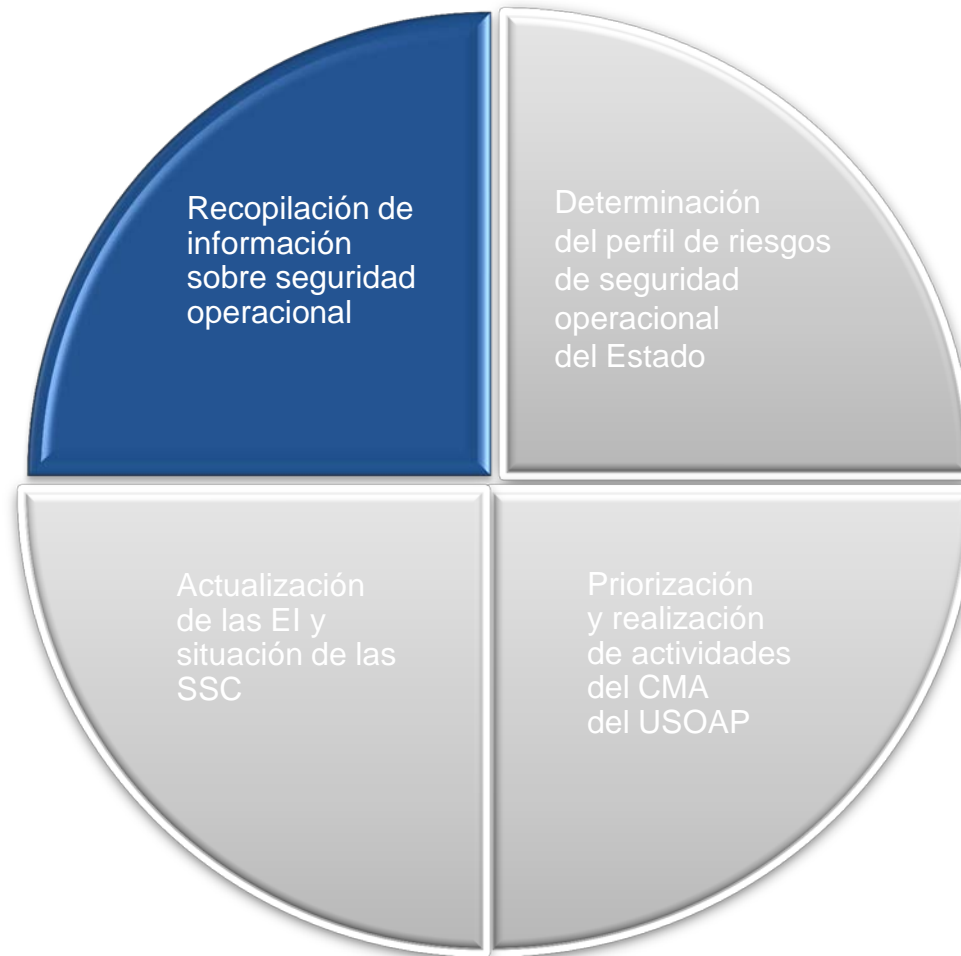 Recopilación de
información
sobre seguridad
operacional
Determinación
del perfil de riesgos
de seguridad
operacional
del Estado
Actualización
de las EI y
situación de las
SSC
Priorización
y realización
de actividades
del CMA
del USOAP